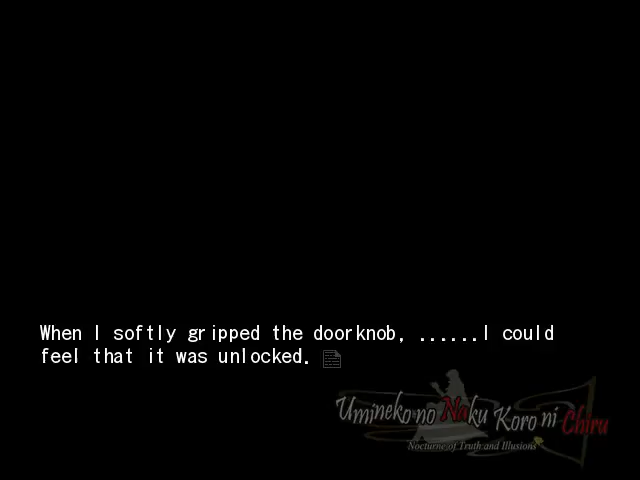 When I softly gripped the doorknob, ......I could
feel that it was unlocked.
Umineko no Naku Koro ni Chiru
Nocturne of Truth and Illusions